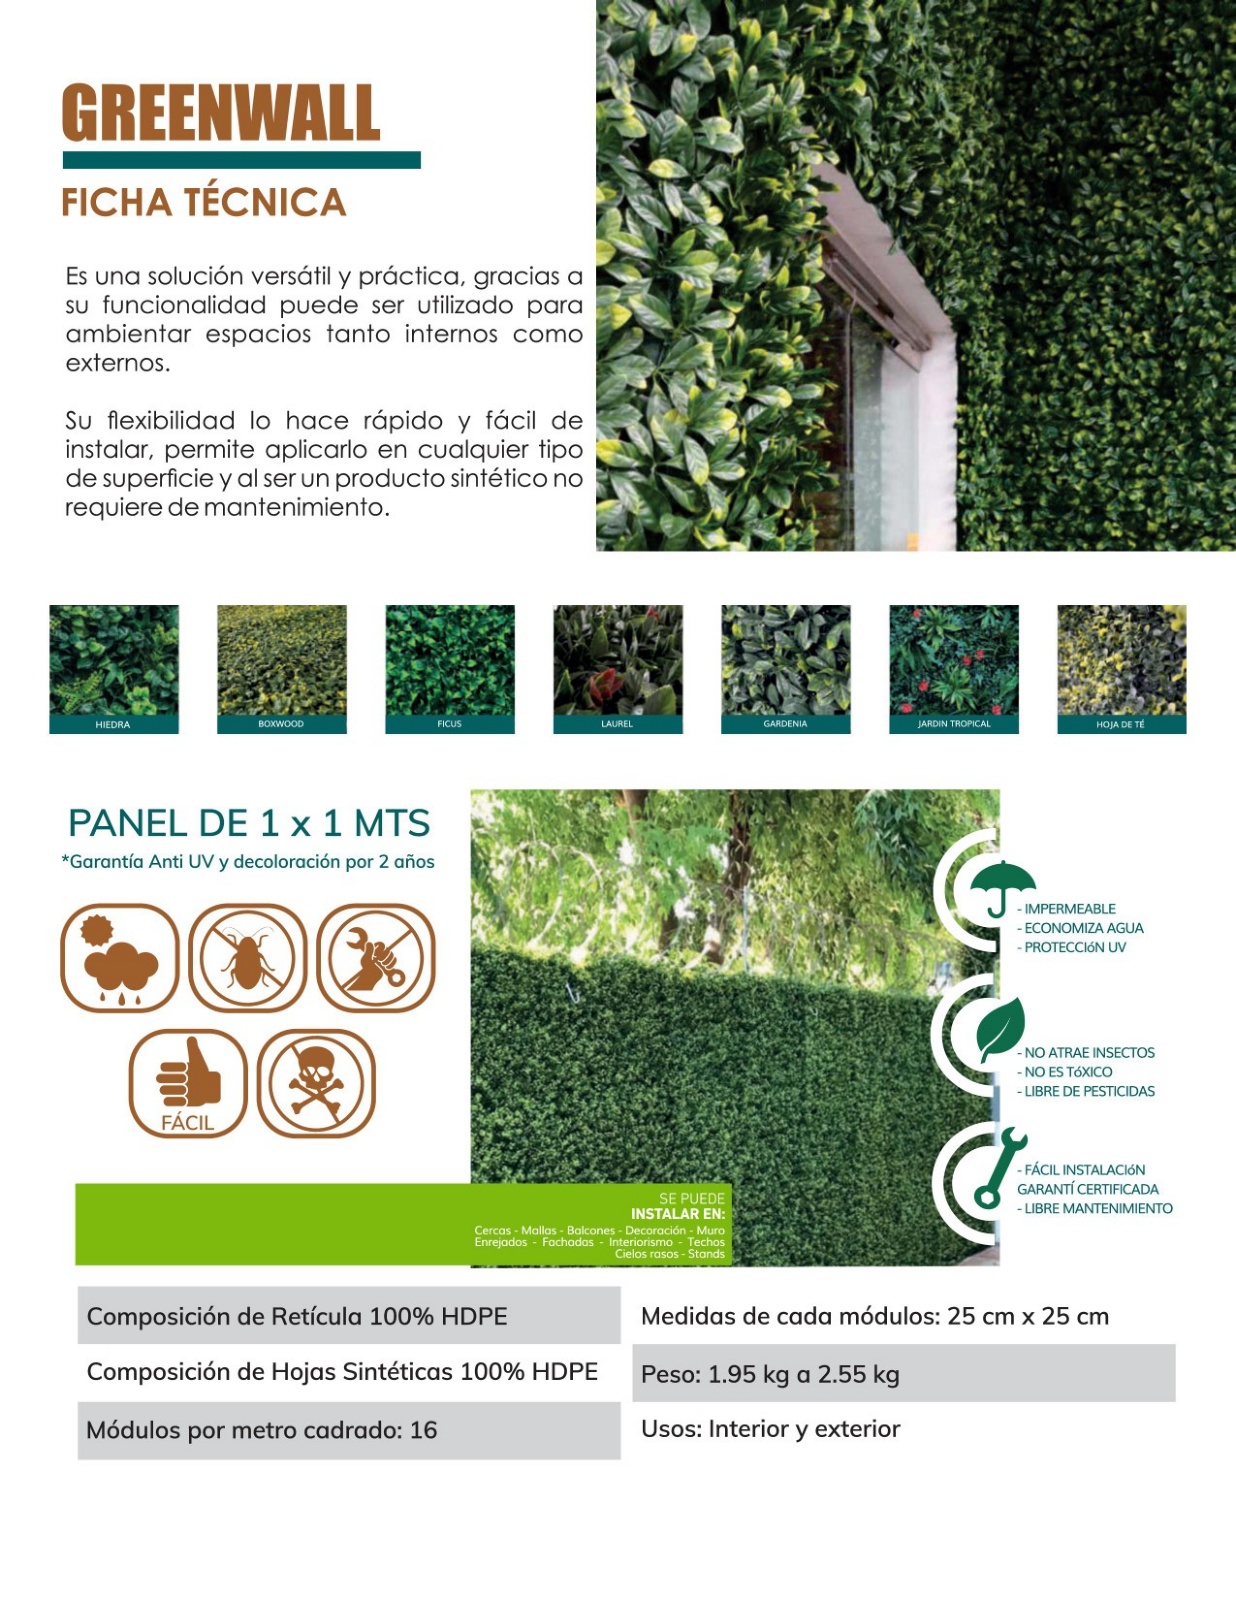 GREENWALL
FICHA TÉCNICA
Es una solución versátil y práctica, gracias a
su funcionalidad puede ser utilizado para
ambientar espacios tanto internos como
externos.
Su flexibilidad lo hace rápido y fácil de
instalar, permite aplicarlo en cualquier tipo
de superficie y al ser un producto sintético no
requiere de mantenimiento.
HIEDRA
BOXWOOD
FICUS
LAUREL
GARDENIA
JARDIN TROPICAL
HOJA DE TÉ
PANEL DE 1 x 1 MTS
*Garantía Anti UV y decoloración por 2 años
FÁCIL
- IMPERMEABLE
- ECONOMIZA AGUA
- PROTECCIóN UV
- NO ATRAE INSECTOS
- NO ES TóXICO
- LIBRE DE PESTICIDAS
- FÁCIL INSTALACIóN
GARANTÍ CERTIFICADA
- LIBRE MANTENIMIENTO
SE PUEDE
INSTALAR EN:
Cercas - Mallas - Balcones - Decoración - Muro
Enrejados - Fachadas - Interiorismo - Techos
Cielos rasos - Stands
Composición de Retícula 100% HDPE
Composición de Hojas Sintéticas 100% HDPE
Módulos por metro cadrado: 16
Medidas de cada módulos: 25 cm x 25 cm
Peso: 1.95 kg a 2.55 kg
Usos: Interior y exterior